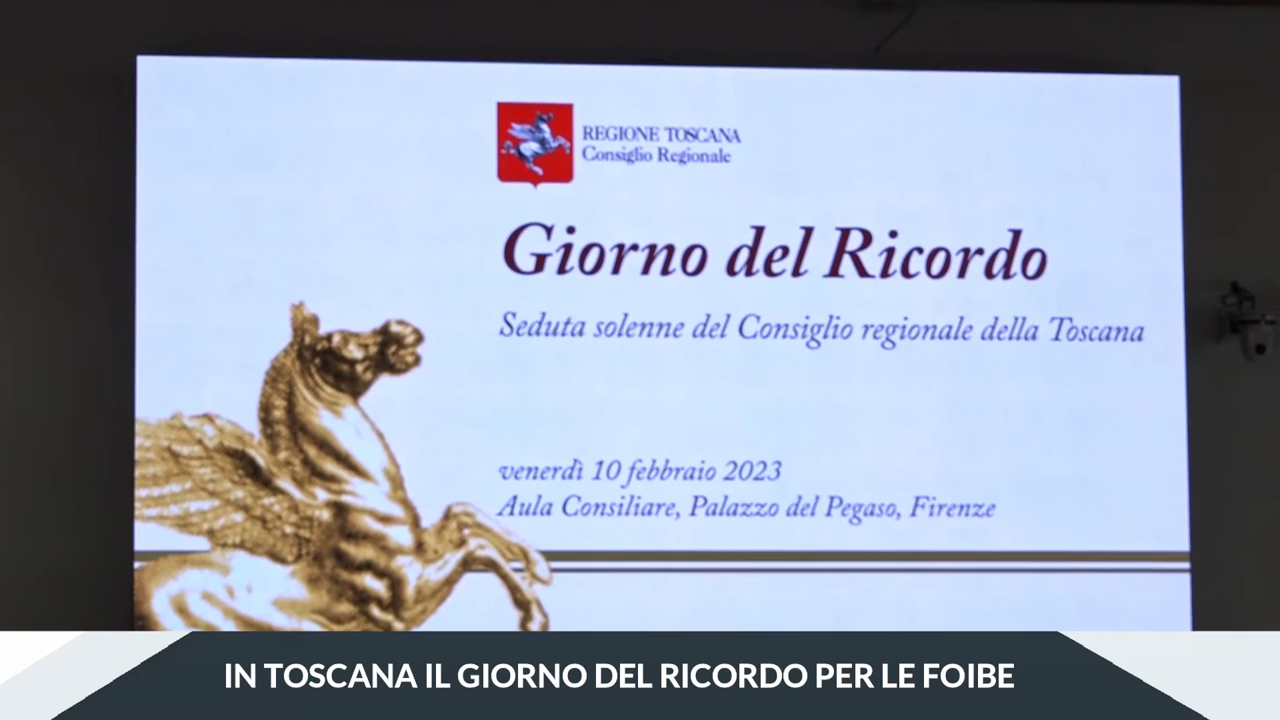 REGIONE TOSCANA
Consiglio Regionale
Giorno del Ricordo
Seduta solenne del Consiglio regionale della Toscana
venerdì 10 febbraio 2023
Aula Consiliare, Palazzo del Pegaso, Firenze
IN TOSCANA IL GIORNO DEL RICORDO PER LE FOIBE